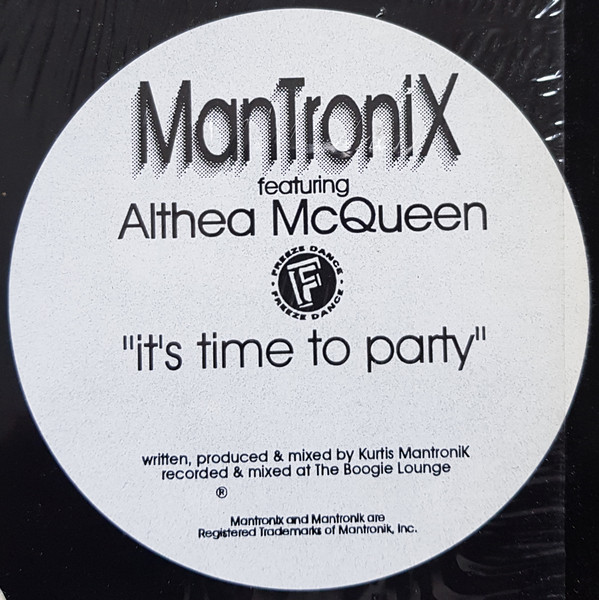 ManTroniX
featuring
Althea McQueen
FREEZE DANCE
F
FREEZE DANCE
"it's time to party"
written, produced & mixed by Kurtis MantroniK
recorded & mixed at The Boogie Lounge
®
Mantronix and Mantronik are
Registered Trademarks of Mantronik, Inc.